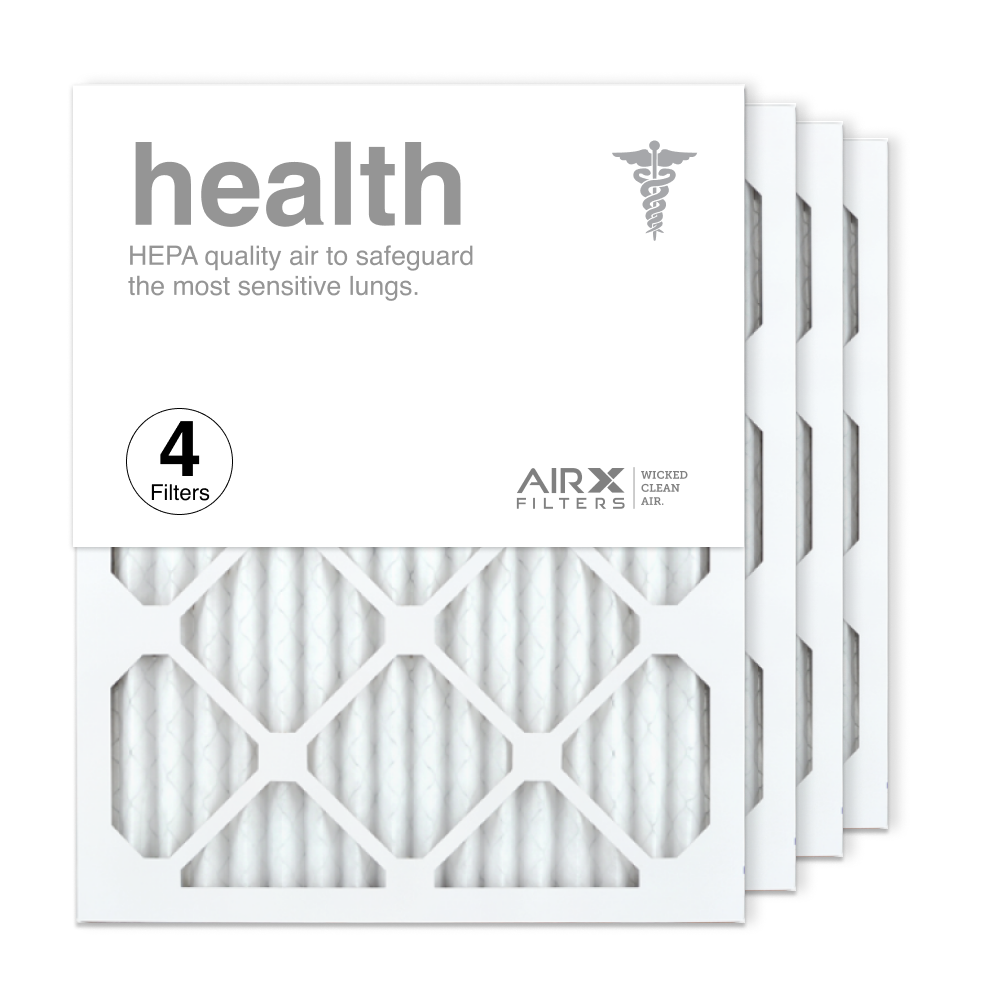 health
HEPA quality air to safeguard
the most sensitive lungs.
4
Filters
AIRX
FILTERS
WICKED
CLEAN
AIR.